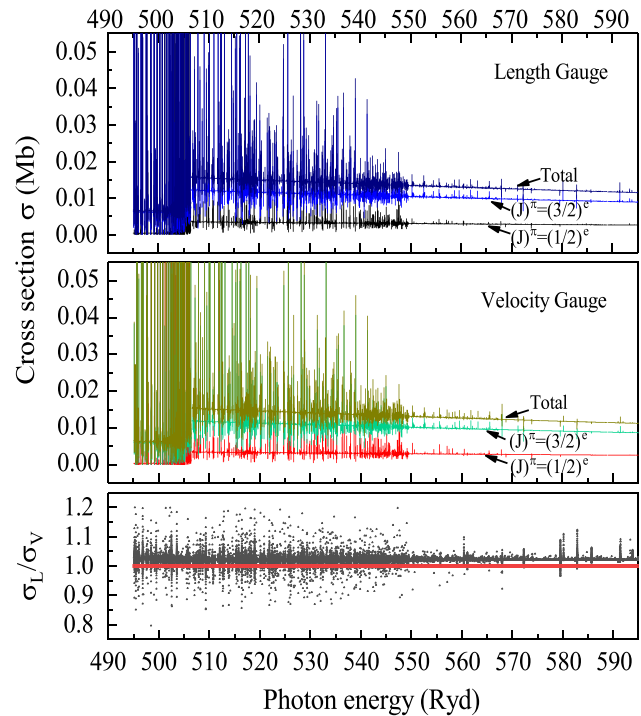 490 500 510 520 530 540 550 560 570 580 590
Cross section σ (Mb)
0.05
0.04
0.03
0.02
0.01
0.00
Length Gauge
Total
(J)^π=(3/2)^e
(J)^π=(1/2)^e
0.05
0.04
0.03
0.02
0.01
0.00
Velocity Gauge
Total
(J)^π=(3/2)^e
(J)^π=(1/2)^e
σ_L/σ_V
1.2
1.1
1.0
0.9
0.8
490 500 510 520 530 540 550 560 570 580 590
Photon energy (Ryd)